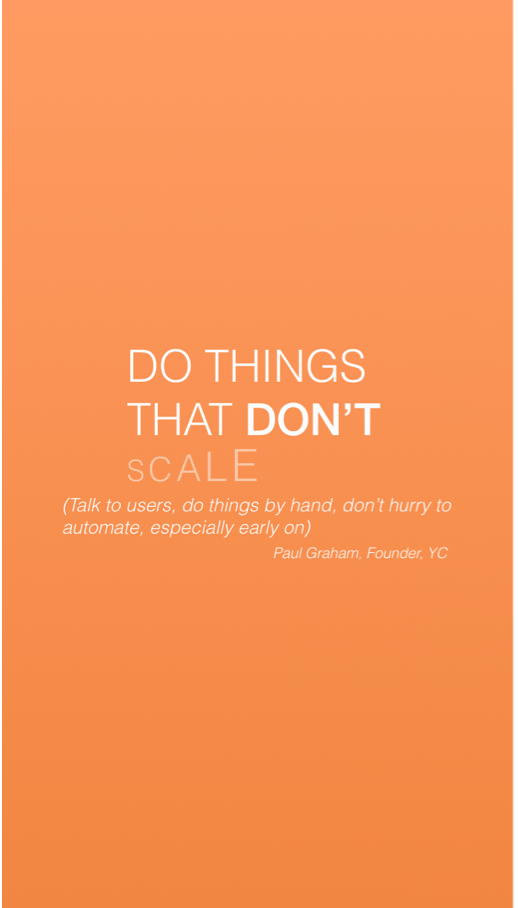 DO THINGS
THAT DON’T
SCALE
(Talk to users, do things by hand, don’t hurry to
automate, especially early on)
Paul Graham, Founder, YC